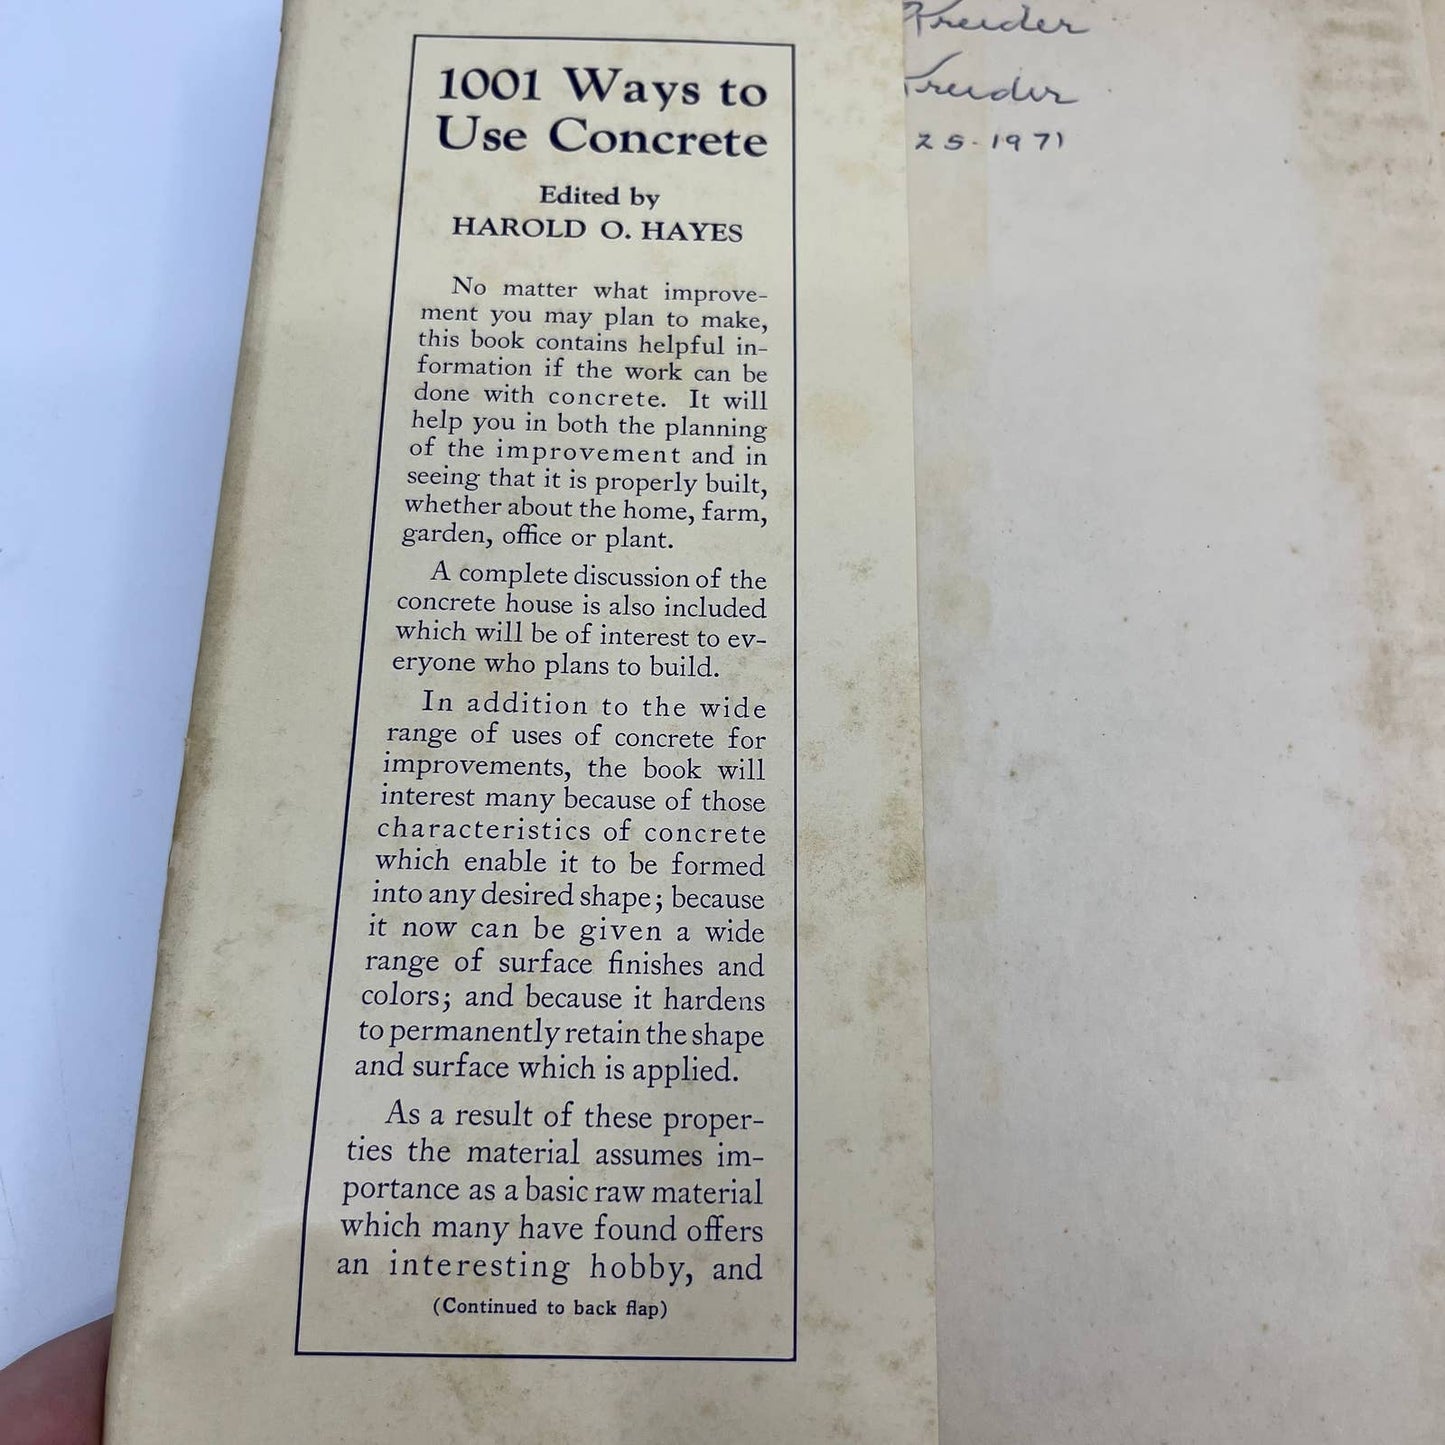 1001 Ways to
Use Concrete
Edited by
HAROLD O. HAYES
No matter what improve-
ment you may plan to make,
this book contains helpful in-
formation if the work can be
done with concrete. It will
help you in both the planning
of the improvement and in
seeing that it is properly built,
whether about the home, farm,
garden, office or plant.
A complete discussion of the
concrete house is also included
which will be of interest to ev-
eryone who plans to build.
In addition to the wide
range of uses of concrete for
improvements, the book will
interest many because of those
characteristics of concrete
which enable it to be formed
into any desired shape; because
it now can be given a wide
range of surface finishes and
colors; and because it hardens
to permanently retain the shape
and surface which is applied.
As a result of these proper-
ties the material assumes im-
portance as a basic raw material
which many have found offers
an interesting hobby, and
(Continued to back flap)
Kreider
Kreider
25-1971